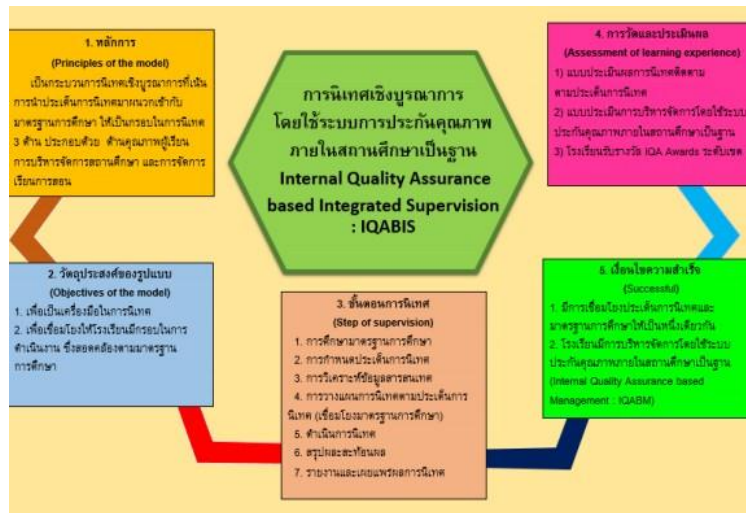 1. หลักการ
(Principles of the model)
เป็นกระบวนการนิเทศเชิงบูรณาการที่เน้น
การนำประเด็นการนิเทศมาผนวกเข้ากับ
มาตรฐานการศึกษา ให้เป็นกรอบในการนิเทศ
3 ด้าน ประกอบด้วย ด้านคุณภาพผู้เรียน
การบริหารจัดการสถานศึกษา และการจัดการ
เรียนการสอน
2. วัตถุประสงค์ของรูปแบบ
(Objectives of the model)
1. เพื่อเป็นเครื่องมือในการนิเทศ
2. เพื่อเชื่อมโยงให้โรงเรียนมีกรอบในการ
ดำเนินงาน ซึ่งสอดคล้องตามมาตรฐาน
การศึกษา
การนิเทศเชิงบูรณาการ
โดยใช้ระบบการประกันคุณภาพ
ภายในสถานศึกษาเป็นฐาน
Internal Quality Assurance
based Integrated Supervision
: IQABIS
3. ขั้นตอนการนิเทศ
(Step of supervision)
1. การศึกษามาตรฐานการศึกษา
2. การกำหนดประเด็นการนิเทศ
3. การวิเคราะห์ข้อมูลสารสนเทศ
4. การวางแผนการนิเทศตามประเด็นการ
นิเทศ (เชื่อมโยงมาตรฐานการศึกษา)
5. ดำเนินการนิเทศ
6. สรุปผลสะท้อนผล
7. รายงานและเผยแพร่ผลการนิเทศ
4. การวัดและประเมินผล
(Assessment of learning experience)
1) แบบประเมินผลการนิเทศติดตาม
ตามประเด็นการนิเทศ
2) แบบประเมินการบริหารจัดการโดยใช้ระบบ
ประกันคุณภาพภายในสถานศึกษาเป็นฐาน
3) โรงเรียนรับรางวัล IQA Awards ระดับเขต
5. เงื่อนไขความสำเร็จ
(Successful)
1. มีการเชื่อมโยงประเด็นการนิเทศและ
มาตรฐานการศึกษาให้เป็นหนึ่งเดียวกัน
2. โรงเรียนมีการบริหารจัดการโดยใช้ระบบ
ประกันคุณภาพภายในสถานศึกษาเป็นฐาน
(Internal Quality Assurance based
Management : IQABM)